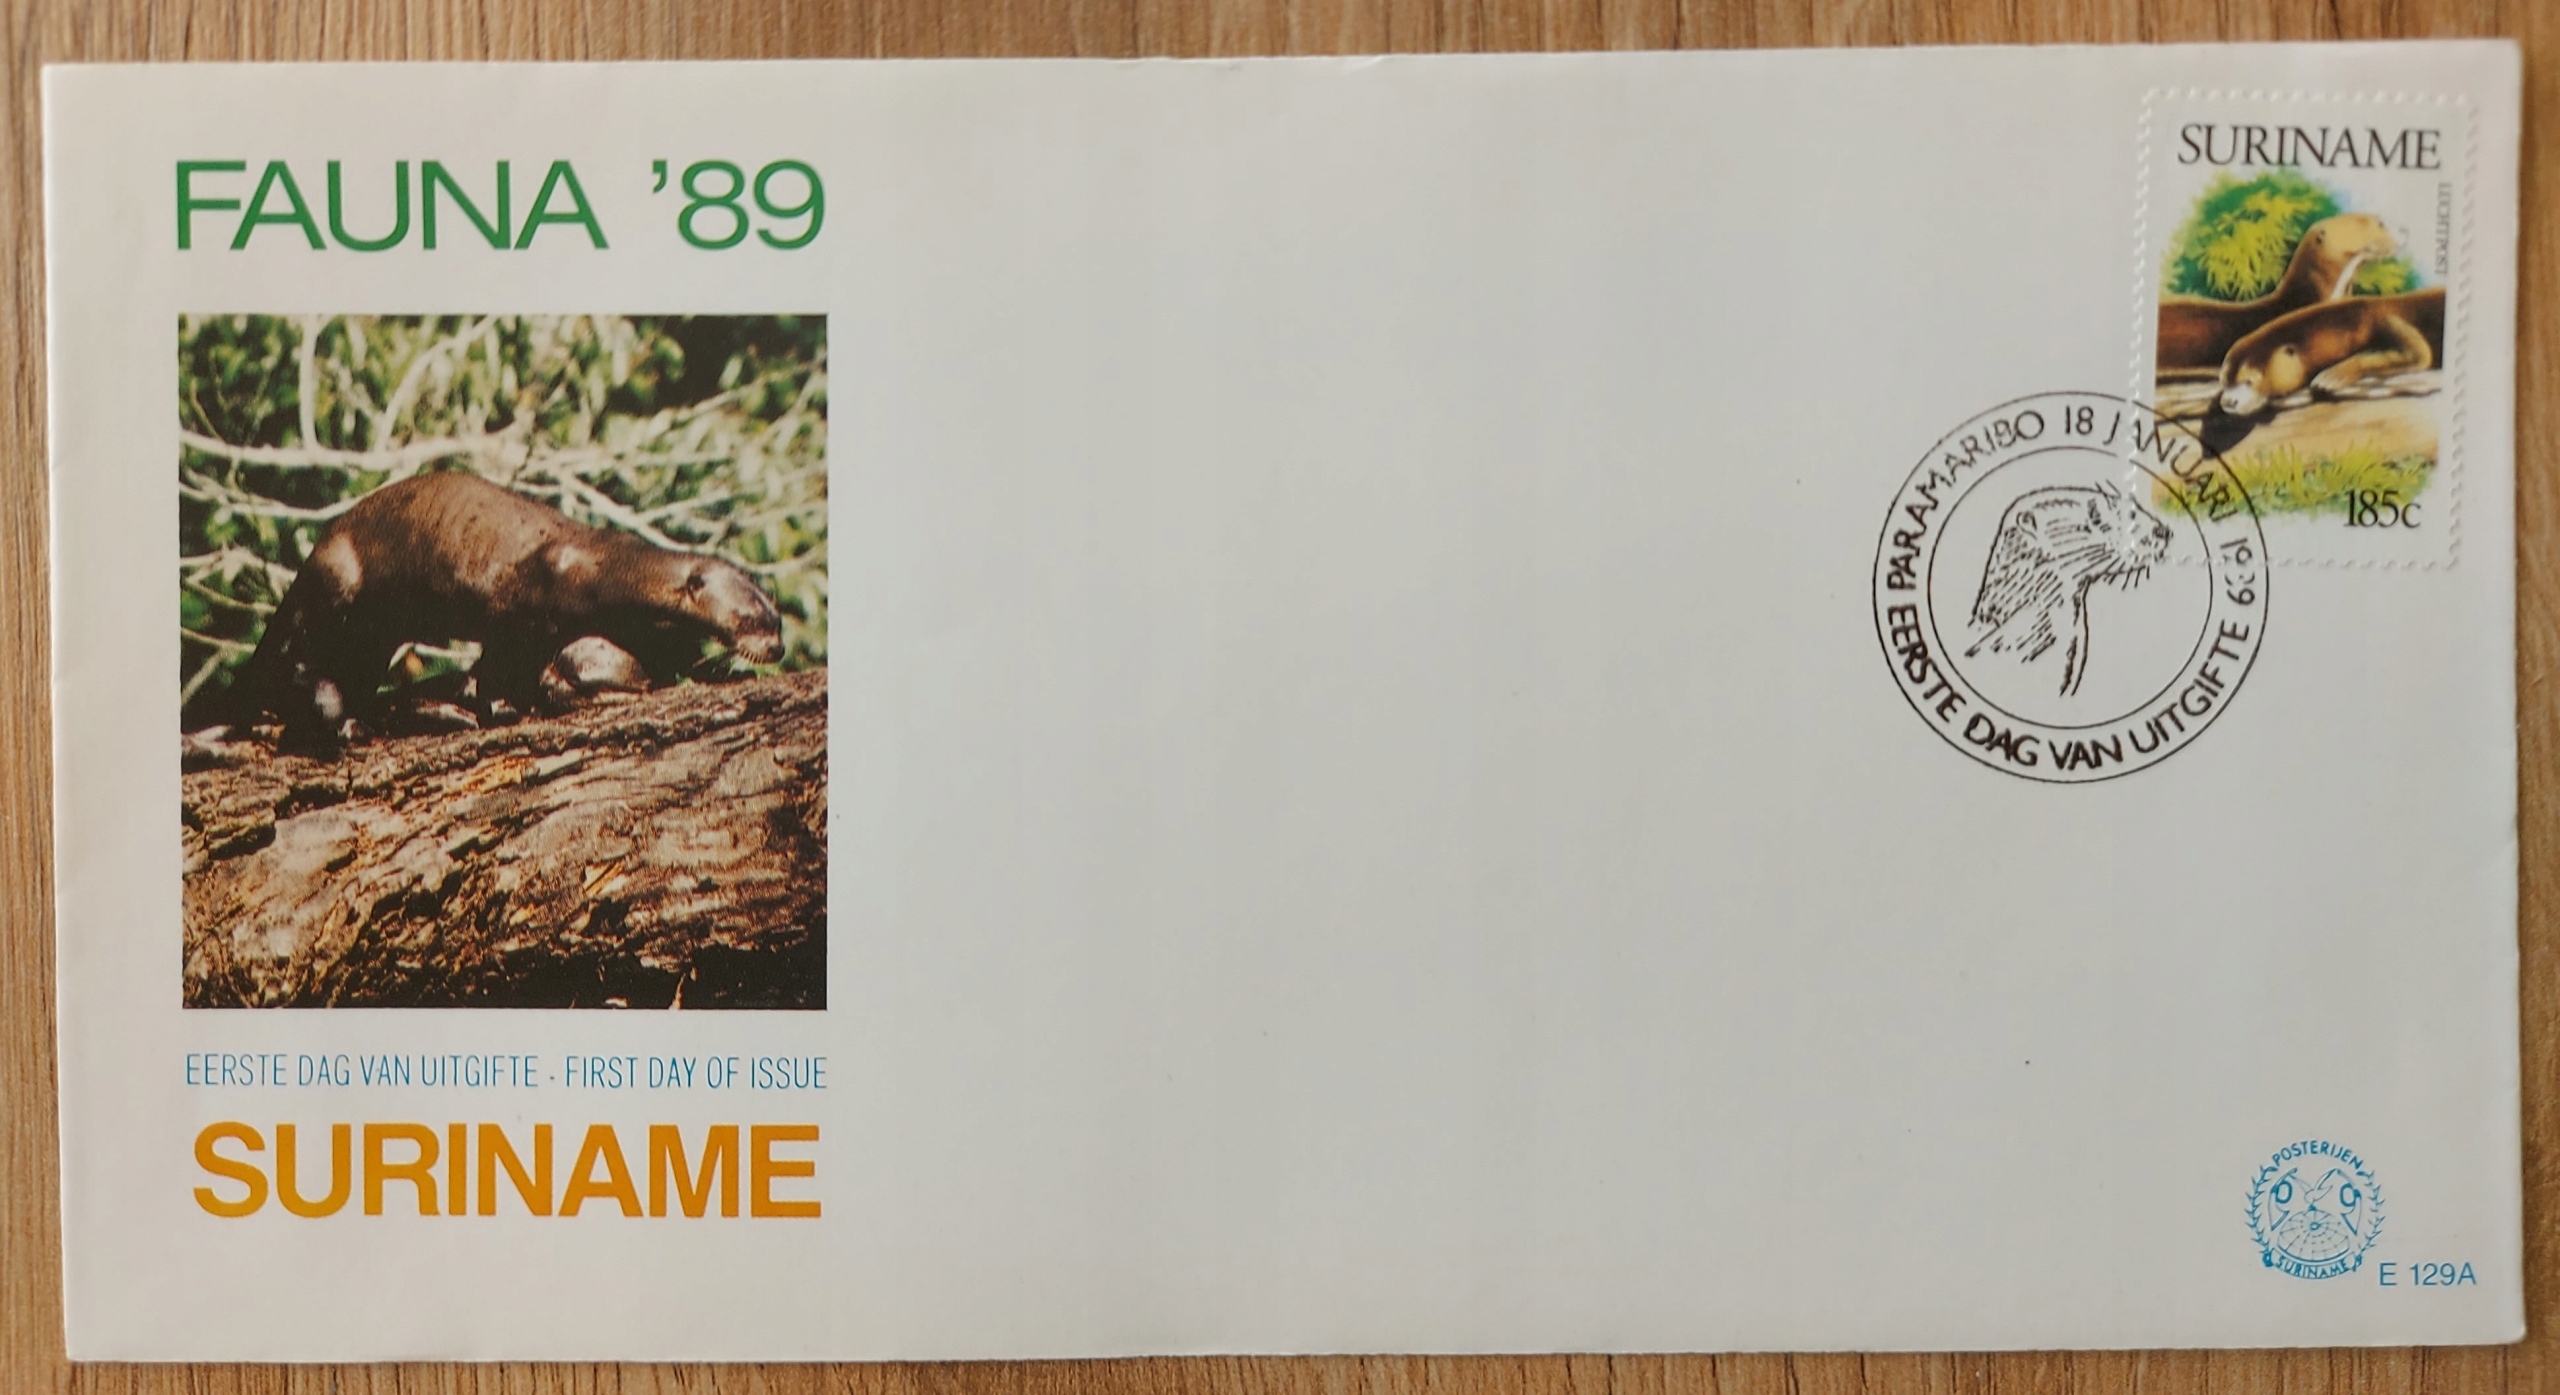 FAUNA '89
SURINAME
LUCHTPOST
185c
PARAMARIBO 18 JANUARI 1989
EERSTE DAG VAN UITGIFTE
EERSTE DAG VAN UITGIFTE - FIRST DAY OF ISSUE
SURINAME
POSTERIJEN
SURINAME
E 129A